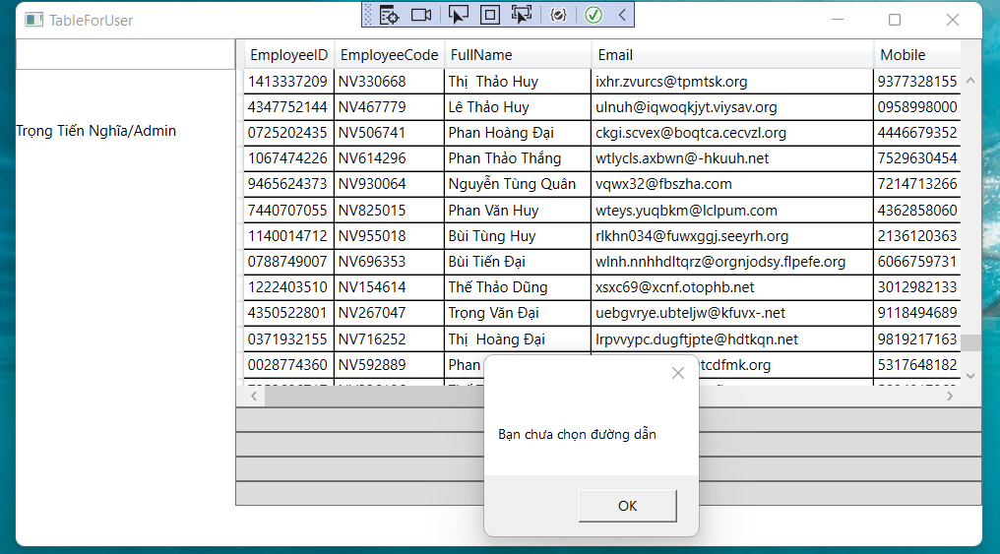 TableForUser
EmployeeID EmployeeCode FullName Email Mobile
1413337209 NV330668 Thị Thảo Huy ixhr.zvurcs@tpmtsk.org 9377328155
4347752144 NV467779 Lê Thảo Huy ulnuh@iqwoqkjyt.viysav.org 0958998000
Trọng Tiến Nghĩa/Admin
0725202435 NV506741 Phan Hoàng Đại ckgi.scvex@boqtca.cecvzl.org 4446679352
1067474226 NV614296 Phan Thảo Thắng wtlycls.axbwn@-hkuuh.net 7529630454
9465624373 NV930064 Nguyễn Tùng Quân vqwx32@fbszha.com 7214713266
7440707055 NV825015 Phan Văn Huy wteys.yuqbkm@lclpum.com 4362858060
1140014712 NV955018 Bùi Tùng Huy rlkhn034@fuwxggj.seeyrh.org 2136120363
0788749007 NV696353 Bùi Tiến Đại wlnh.nnhhdltqrz@orgnjodsy.flpefe.org 6066759731
1222403510 NV154614 Thế Thảo Dũng xsxc69@xcnf.otophb.net 3012982133
4350522801 NV267047 Trọng Văn Đại uebgvrye.ubteljw@kfuvx-.net 9118494689
0371932155 NV716252 Thị Hoàng Đại lrpvvypc.dugftjpte@hdtkqn.net 9819217163
0028774360 NV592889 Phan tcdfmk.org 5317648182
Bạn chưa chọn đường dẫn
OK